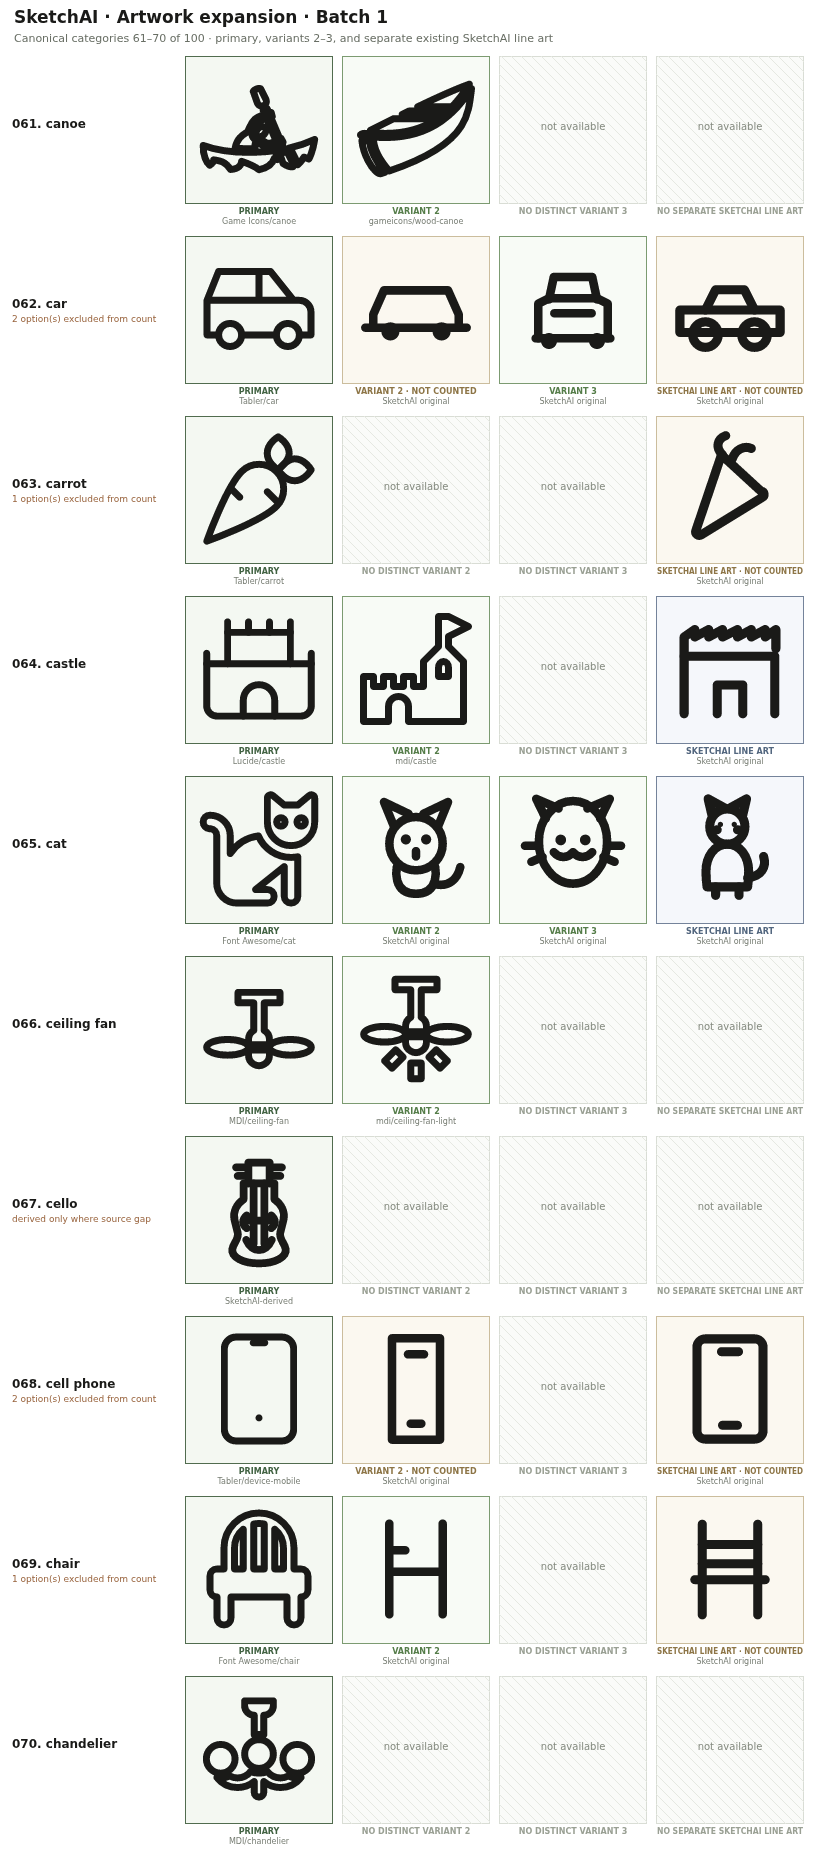 SketchAI · Artwork expansion · Batch 1
Canonical categories 61–70 of 100 · primary, variants 2–3, and separate existing SketchAI line art
061. canoe
not available
not available
PRIMARY
Game Icons/canoe
VARIANT 2
gameicons/wood-canoe
NO DISTINCT VARIANT 3
NO SEPARATE SKETCHAI LINE ART
062. car
2 option(s) excluded from count
PRIMARY
Tabler/car
VARIANT 2 · NOT COUNTED
SketchAI original
VARIANT 3
SketchAI original
SKETCHAI LINE ART · NOT COUNTED
SketchAI original
063. carrot
1 option(s) excluded from count
not available
not available
PRIMARY
Tabler/carrot
NO DISTINCT VARIANT 2
NO DISTINCT VARIANT 3
SKETCHAI LINE ART · NOT COUNTED
SketchAI original
064. castle
not available
PRIMARY
Lucide/castle
VARIANT 2
mdi/castle
NO DISTINCT VARIANT 3
SKETCHAI LINE ART
SketchAI original
065. cat
PRIMARY
Font Awesome/cat
VARIANT 2
SketchAI original
VARIANT 3
SketchAI original
SKETCHAI LINE ART
SketchAI original
066. ceiling fan
not available
not available
PRIMARY
MDI/ceiling-fan
VARIANT 2
mdi/ceiling-fan-light
NO DISTINCT VARIANT 3
NO SEPARATE SKETCHAI LINE ART
067. cello
derived only where source gap
not available
not available
not available
PRIMARY
SketchAI-derived
NO DISTINCT VARIANT 2
NO DISTINCT VARIANT 3
NO SEPARATE SKETCHAI LINE ART
068. cell phone
2 option(s) excluded from count
not available
PRIMARY
Tabler/device-mobile
VARIANT 2 · NOT COUNTED
SketchAI original
NO DISTINCT VARIANT 3
SKETCHAI LINE ART · NOT COUNTED
SketchAI original
069. chair
1 option(s) excluded from count
not available
PRIMARY
Font Awesome/chair
VARIANT 2
SketchAI original
NO DISTINCT VARIANT 3
SKETCHAI LINE ART · NOT COUNTED
SketchAI original
070. chandelier
not available
not available
not available
PRIMARY
MDI/chandelier
NO DISTINCT VARIANT 2
NO DISTINCT VARIANT 3
NO SEPARATE SKETCHAI LINE ART